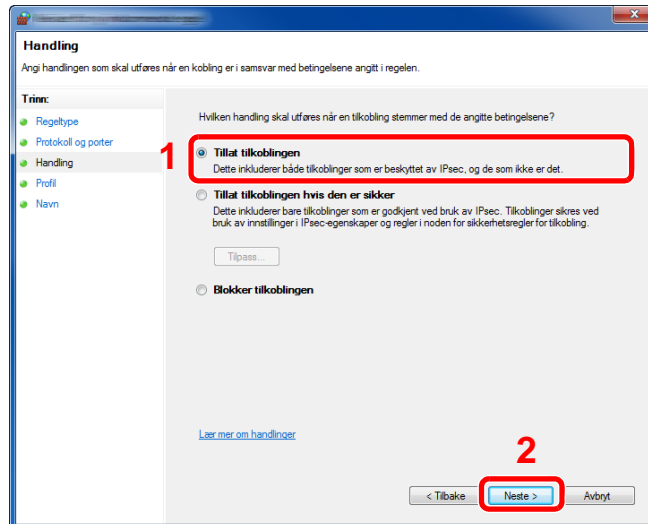 Handling
Angi handlingen som skal utføres når en kobling er i samsvar med betingelsene angitt i regelen.
Trinn:
Regeltype
Protokoll og porter
Handling
Profil
Navn
Hvilken handling skal utføres når en tilkobling stemmer med de angitte betingelsene?
1
Tillat tilkoblingen
Dette inkluderer både tilkoblinger som er beskyttet av IPsec, og de som ikke er det.
Tillat tilkoblingen hvis den er sikker
Dette inkluderer bare tilkoblinger som er godkjent ved bruk av IPsec. Tilkoblinger sikres ved
bruk av innstillinger i IPsec-egenskaper og regler i noden for sikkerhetsregler for tilkobling.
Tilpass...
Blokker tilkoblingen
Lær mer om handlinger
2
< Tilbake
Neste >
Avbryt